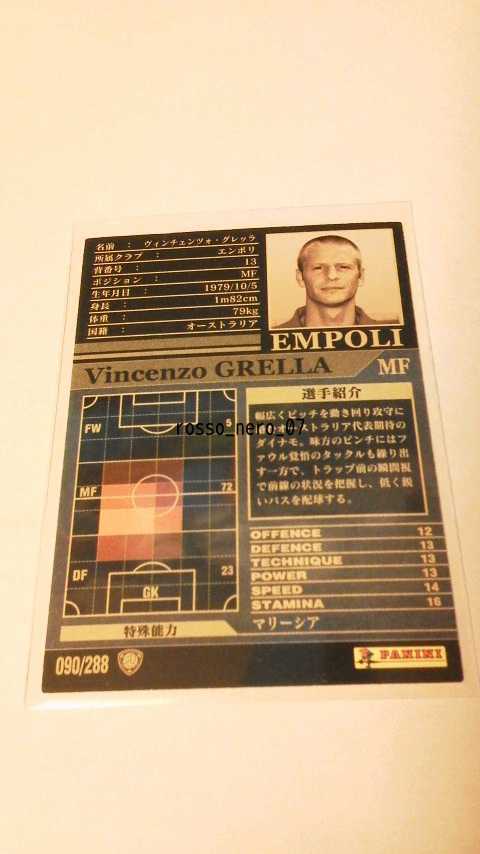 名前 : ヴィンチェンツォ・グレッラ
所属クラブ : エンポリ
背番号 : 13
ポジション : MF
生年月日 : 1979/10/5
身長 : 1m82cm
体重 : 79kg
国籍 : オーストラリア
EMPOLI
Vincenzo GRELLA MF
選手紹介
幅広くピッチを動き回り攻守に
オーストラリア代表期待の
ダイナモ。味方のピンチにはフ
ァウル覚悟のタックルも繰り出
す一方で、トラップ前の瞬間視
で前線の状況を把握し、低く鋭
いパスを配球する。
FW 5
MF 72
DF 23
GK
OFFENCE 12
DEFENCE 13
TECHNIQUE 13
POWER 13
SPEED 14
STAMINA 16
特殊能力 マリーシア
090/288
PANINI
rosso_nero_07